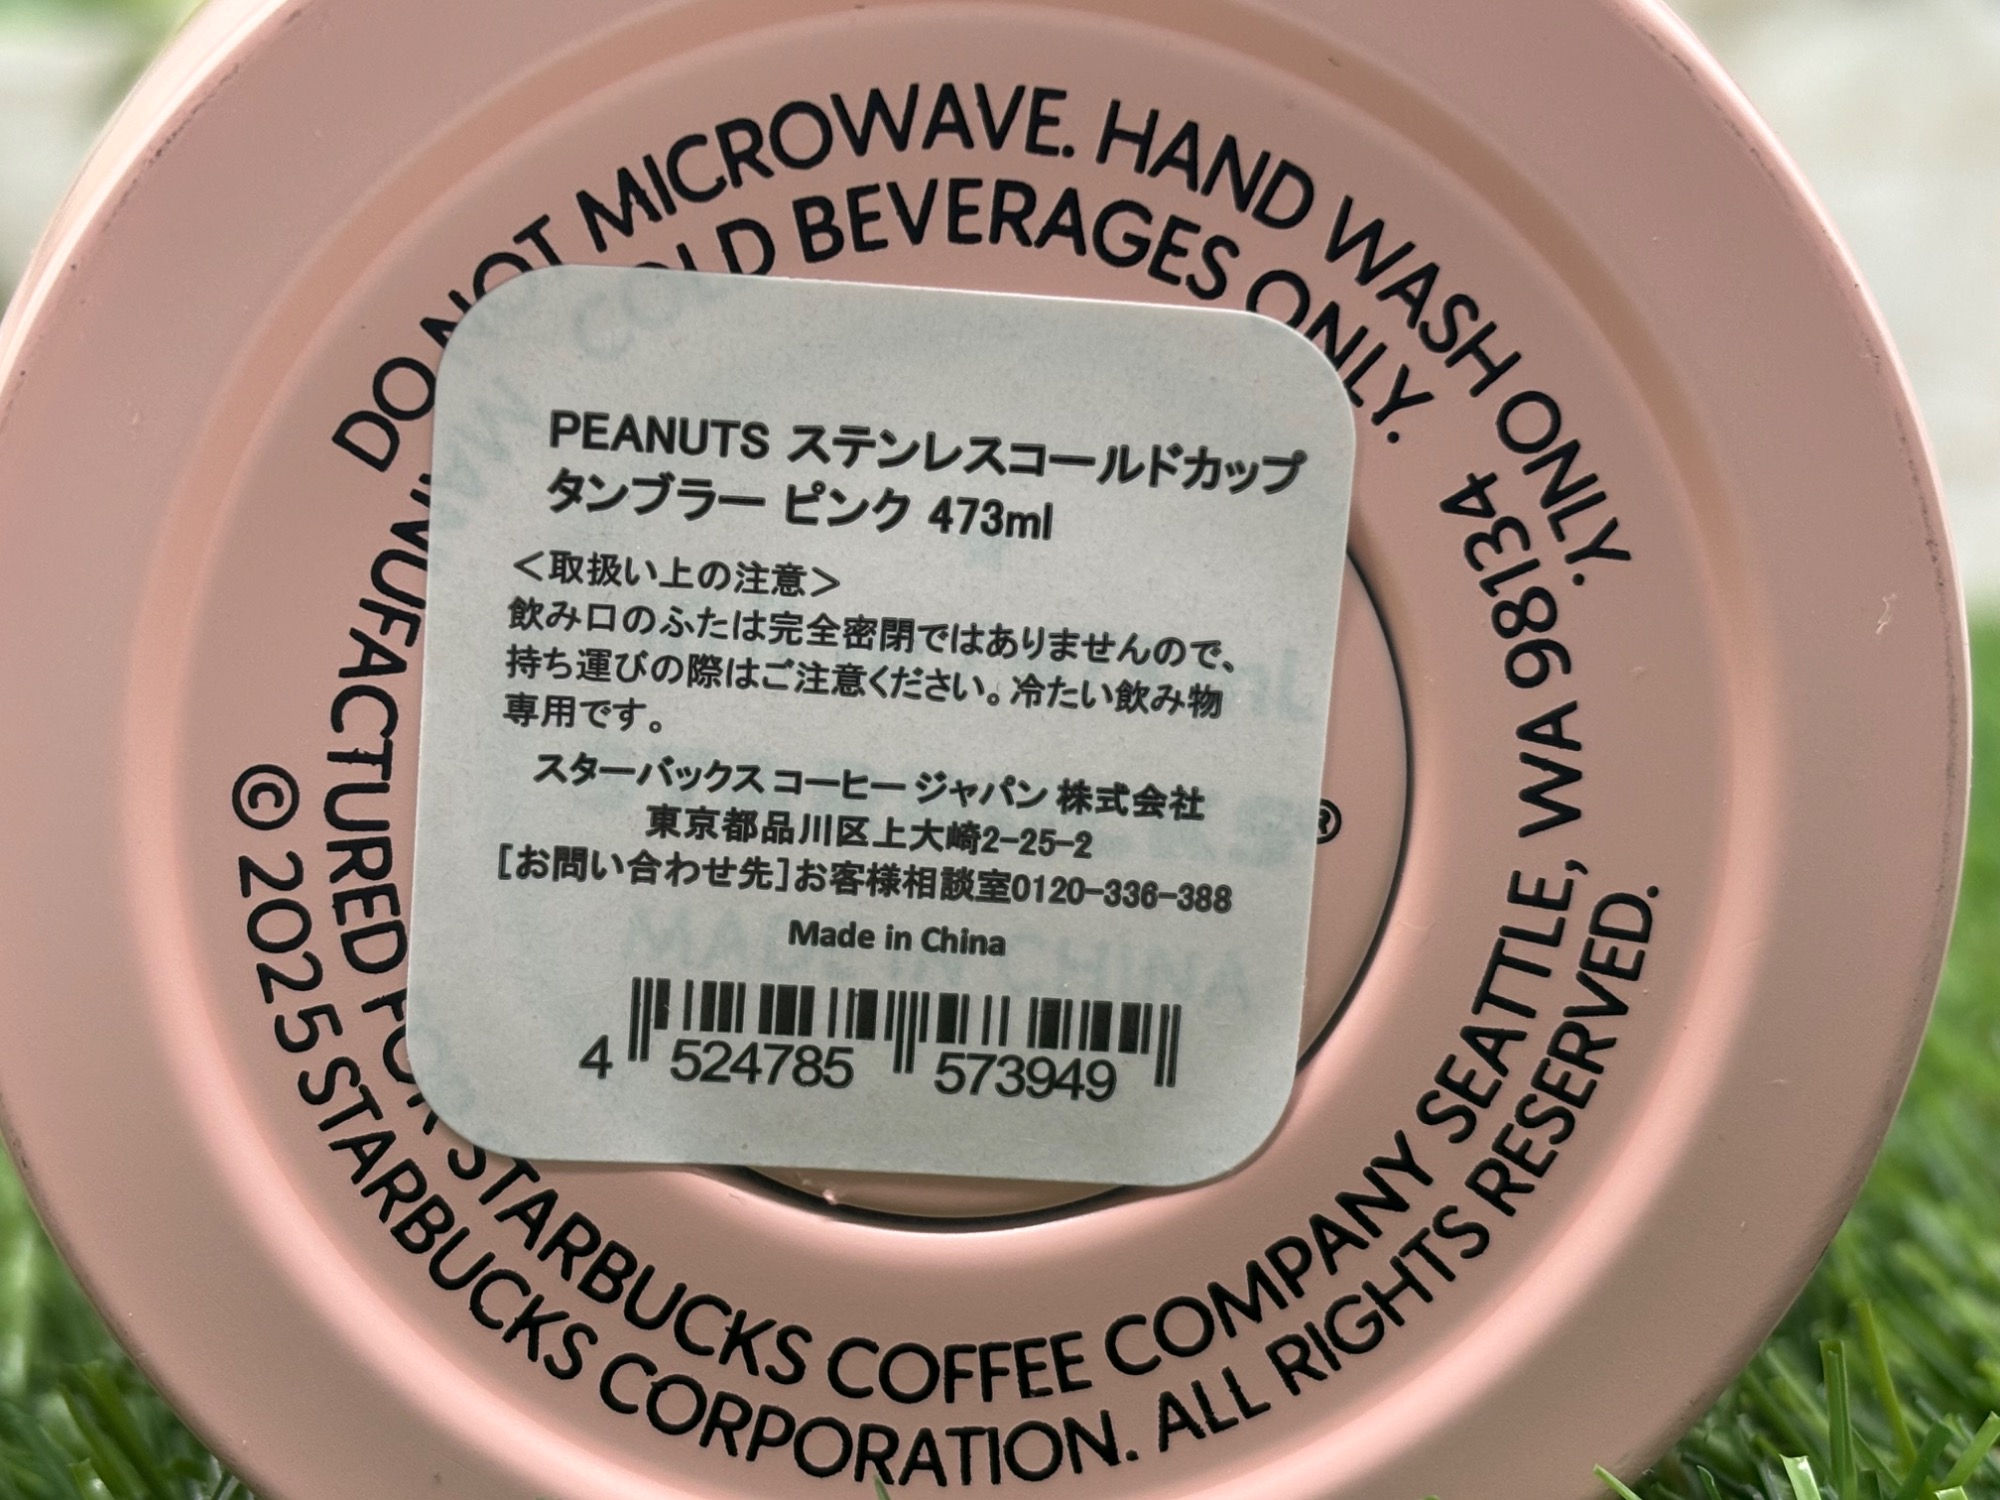 DO NOT MICROWAVE. HAND WASH ONLY.
COLD BEVERAGES ONLY.
PEANUTS ステンレスコールドカップ
タンブラー ピンク 473ml
＜取扱い上の注意＞
飲み口のふたは完全密閉ではありませんので、
持ち運びの際はご注意ください。冷たい飲み物
専用です。
スターバックス コーヒー ジャパン 株式会社
東京都品川区上大崎2-25-2
[お問い合わせ先]お客様相談室0120-336-388
Made in China
4 524785 573949
®
MANUFACTURED FOR STARBUCKS COFFEE COMPANY SEATTLE, WA 98134
© 2025 STARBUCKS CORPORATION. ALL RIGHTS RESERVED.